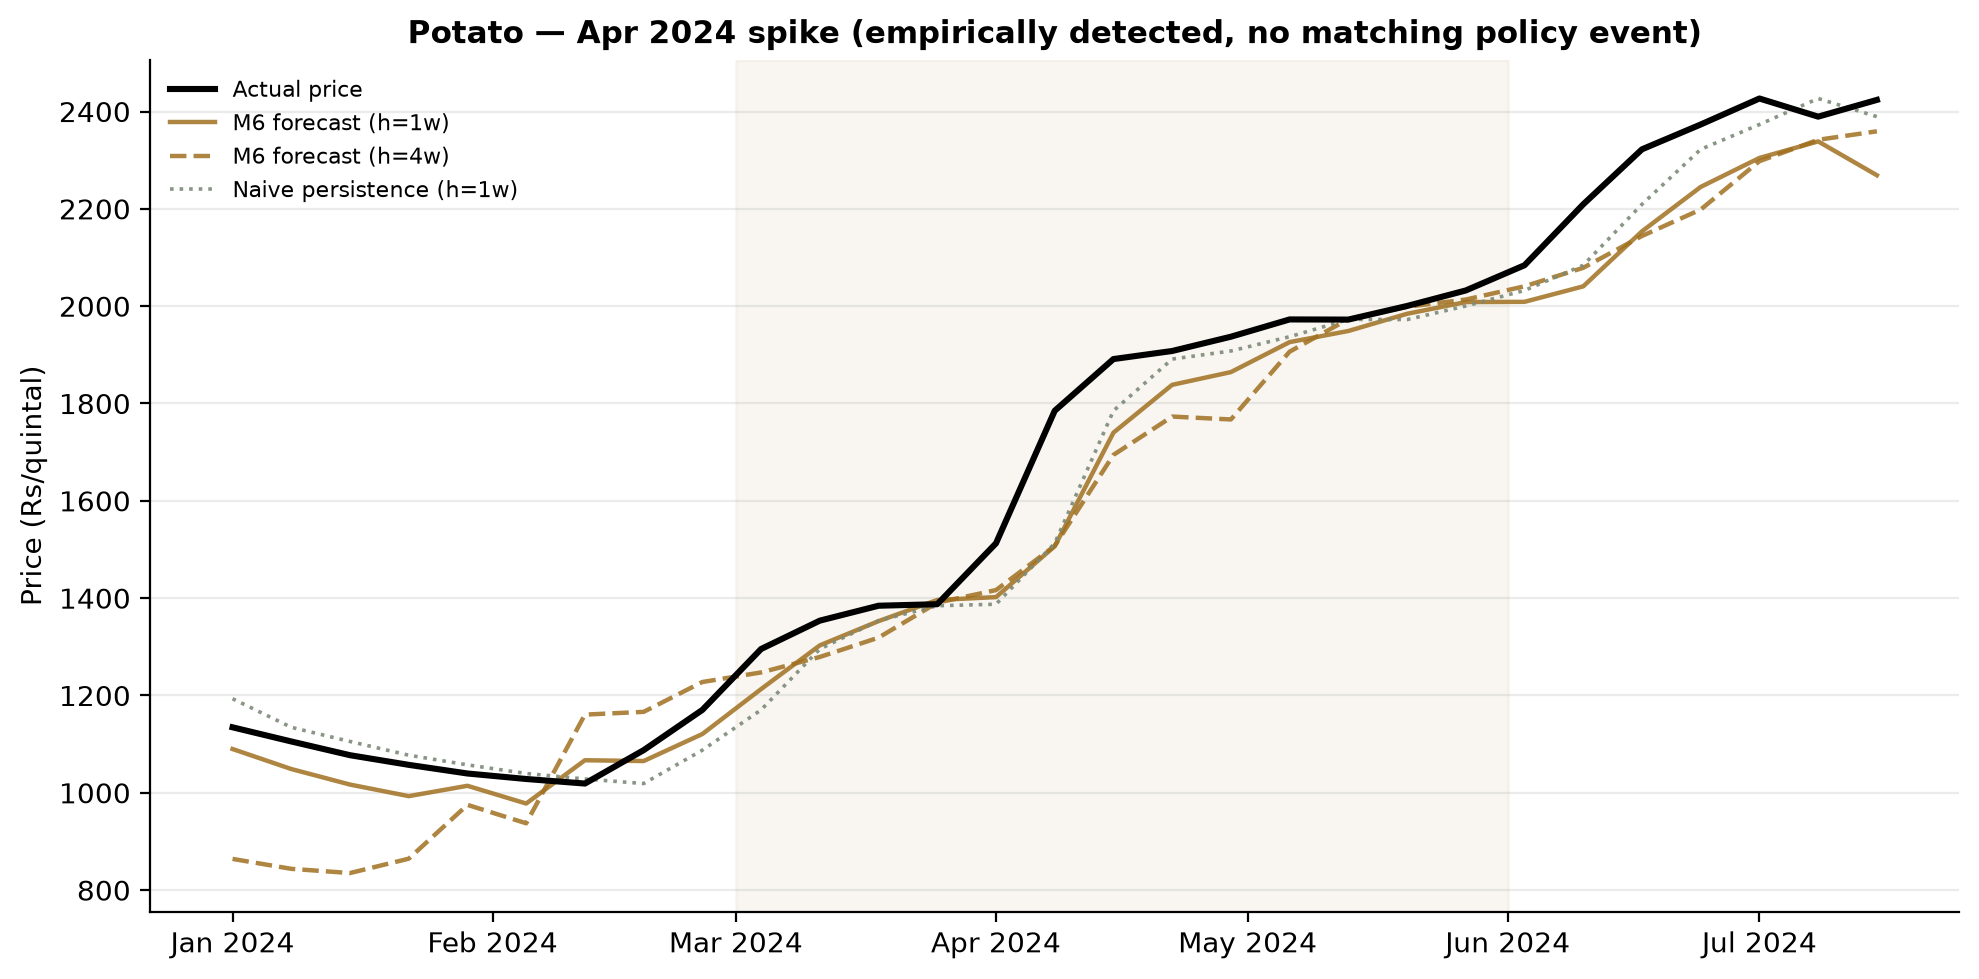 Potato — Apr 2024 spike (empirically detected, no matching policy event)
Actual price
M6 forecast (h=1w)
M6 forecast (h=4w)
Naive persistence (h=1w)
Price (Rs/quintal)
2400
2200
2000
1800
1600
1400
1200
1000
800
Jan 2024
Feb 2024
Mar 2024
Apr 2024
May 2024
Jun 2024
Jul 2024